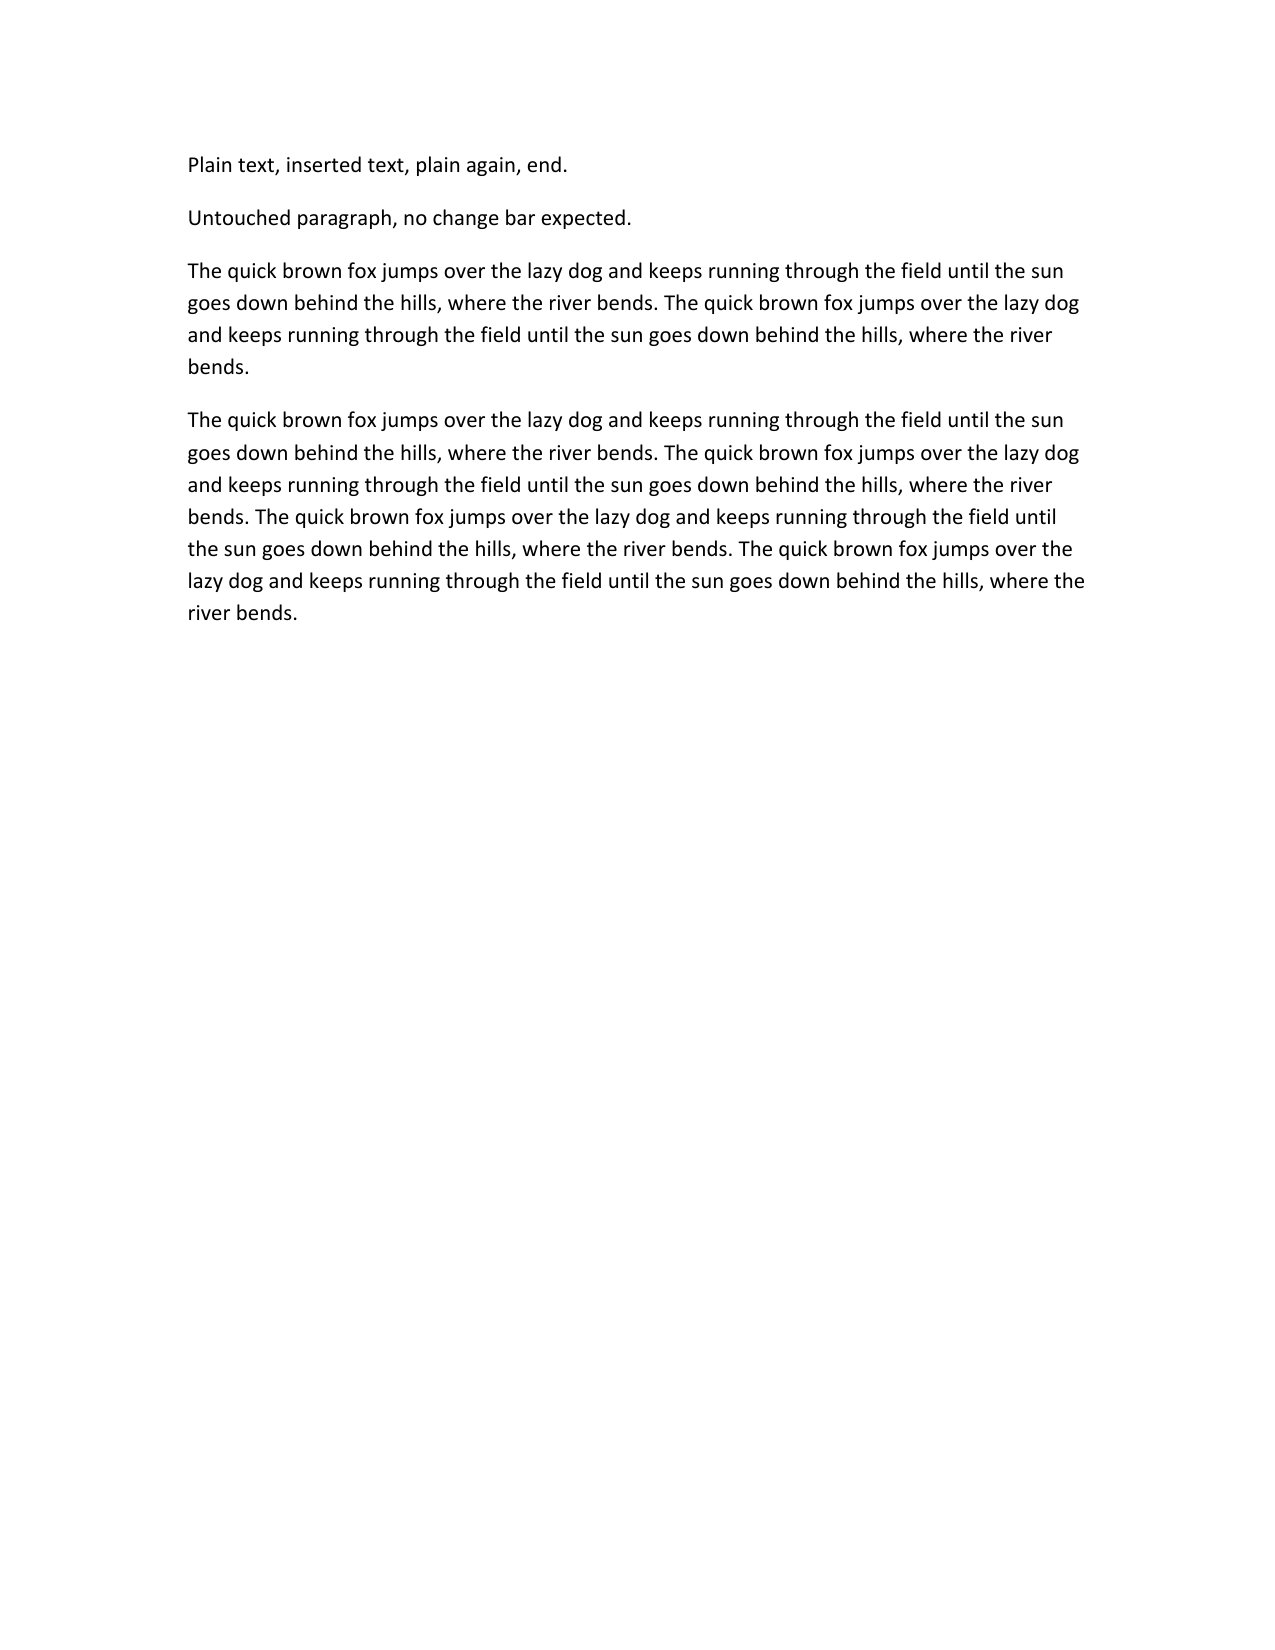 Plain text, inserted text, plain again, end.
Untouched paragraph, no change bar expected.
The quick brown fox jumps over the lazy dog and keeps running through the field until the sun
goes down behind the hills, where the river bends. The quick brown fox jumps over the lazy dog
and keeps running through the field until the sun goes down behind the hills, where the river
bends.
The quick brown fox jumps over the lazy dog and keeps running through the field until the sun
goes down behind the hills, where the river bends. The quick brown fox jumps over the lazy dog
and keeps running through the field until the sun goes down behind the hills, where the river
bends. The quick brown fox jumps over the lazy dog and keeps running through the field until
the sun goes down behind the hills, where the river bends. The quick brown fox jumps over the
lazy dog and keeps running through the field until the sun goes down behind the hills, where the
river bends.